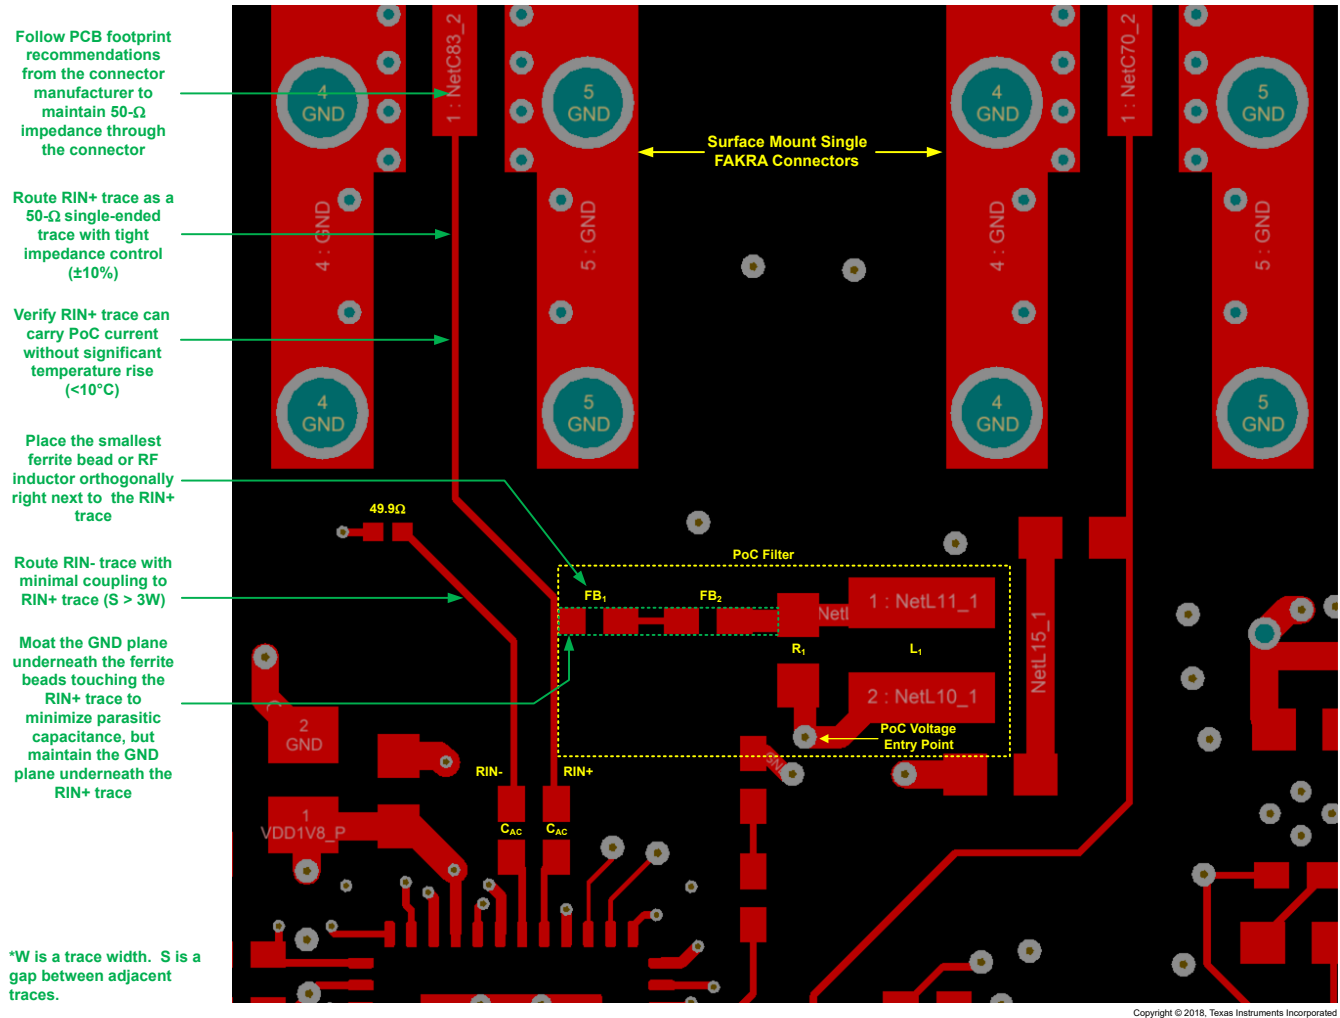 Follow PCB footprint
recommendations
from the connector
manufacturer to
maintain 50-Ω
impedance through
the connector
Route RIN+ trace as a
50-Ω single-ended
trace with tight
impedance control
(±10%)
Verify RIN+ trace can
carry PoC current
without significant
temperature rise
(<10°C)
Place the smallest
ferrite bead or RF
inductor orthogonally
right next to the RIN+
trace
Route RIN- trace with
minimal coupling to
RIN+ trace (S > 3W)
Moat the GND plane
underneath the ferrite
beads touching the
RIN+ trace to
minimize parasitic
capacitance, but
maintain the GND
plane underneath the
RIN+ trace
*W is a trace width. S is a
gap between adjacent
traces.
1 : NetC83_2
1 : NetC70_2
4
GND
5
GND
4
GND
5
GND
Surface Mount Single
FAKRA Connectors
4 : GND
5 : GND
4 : GND
5 : GND
4
GND
5
GND
4
GND
5
GND
49.9Ω
PoC Filter
FB1
FB2
NetL
1 : NetL11_1
R1
L1
2 : NetL10_1
NetL15_1
PoC Voltage
Entry Point
2
GND
RIN-
RIN+
1
VDD1V8_P
CAC
CAC
Copyright © 2018, Texas Instruments Incorporated